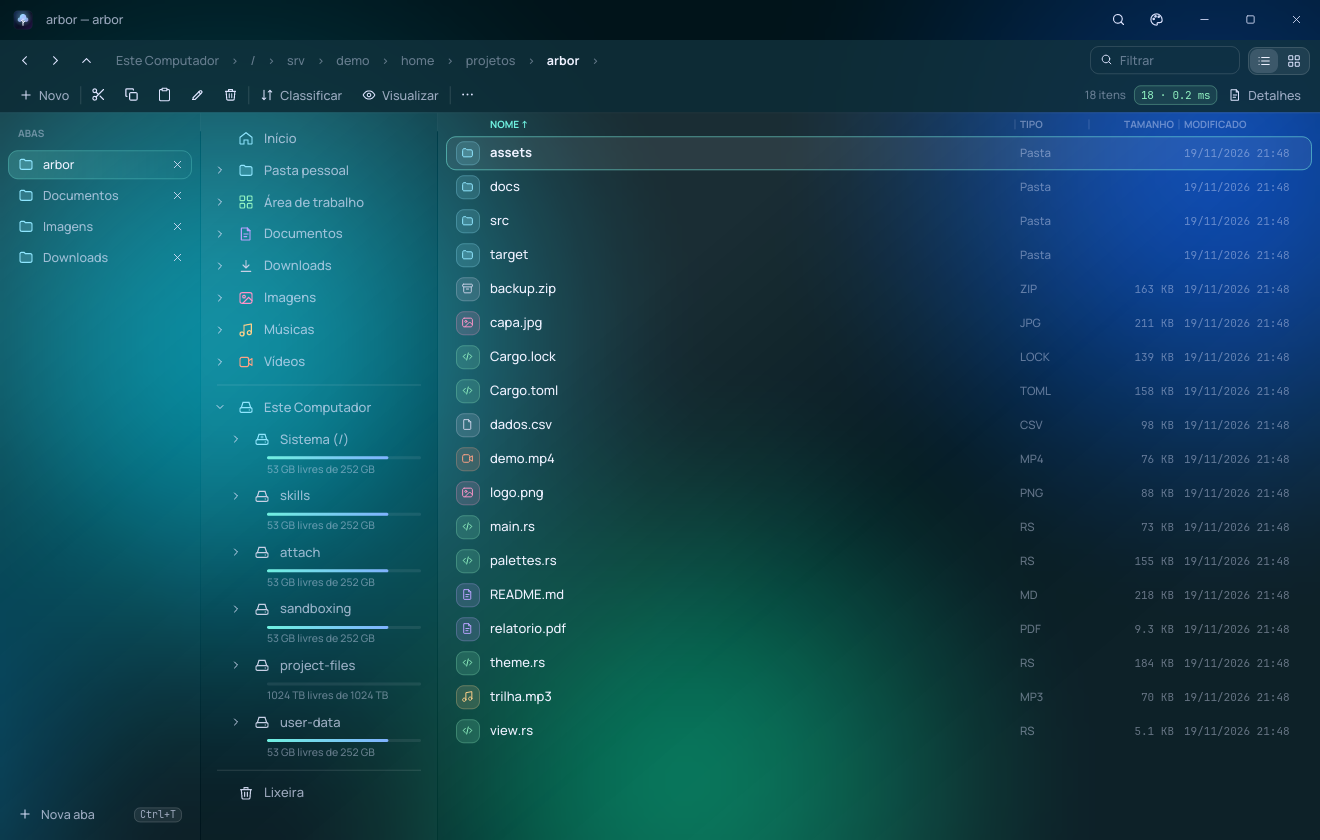 arbor — arbor
Este Computador › / › srv › demo › home › projetos › arbor ›
Filtrar
Novo
Classificar
Visualizar
18 itens
18 · 0.2 ms
Detalhes
ABAS
arbor
Documentos
Imagens
Downloads
Nova aba
Ctrl+T
Início
Pasta pessoal
Área de trabalho
Documentos
Downloads
Imagens
Músicas
Vídeos
Este Computador
Sistema (/)
53 GB livres de 252 GB
skills
53 GB livres de 252 GB
attach
53 GB livres de 252 GB
sandboxing
53 GB livres de 252 GB
project-files
1024 TB livres de 1024 TB
user-data
53 GB livres de 252 GB
Lixeira
NOME ↑ TIPO TAMANHO MODIFICADO
assets Pasta 19/11/2026 21:48
docs Pasta 19/11/2026 21:48
src Pasta 19/11/2026 21:48
target Pasta 19/11/2026 21:48
backup.zip ZIP 163 KB 19/11/2026 21:48
capa.jpg JPG 211 KB 19/11/2026 21:48
Cargo.lock LOCK 139 KB 19/11/2026 21:48
Cargo.toml TOML 158 KB 19/11/2026 21:48
dados.csv CSV 98 KB 19/11/2026 21:48
demo.mp4 MP4 76 KB 19/11/2026 21:48
logo.png PNG 88 KB 19/11/2026 21:48
main.rs RS 73 KB 19/11/2026 21:48
palettes.rs RS 155 KB 19/11/2026 21:48
README.md MD 218 KB 19/11/2026 21:48
relatorio.pdf PDF 9.3 KB 19/11/2026 21:48
theme.rs RS 184 KB 19/11/2026 21:48
trilha.mp3 MP3 70 KB 19/11/2026 21:48
view.rs RS 5.1 KB 19/11/2026 21:48